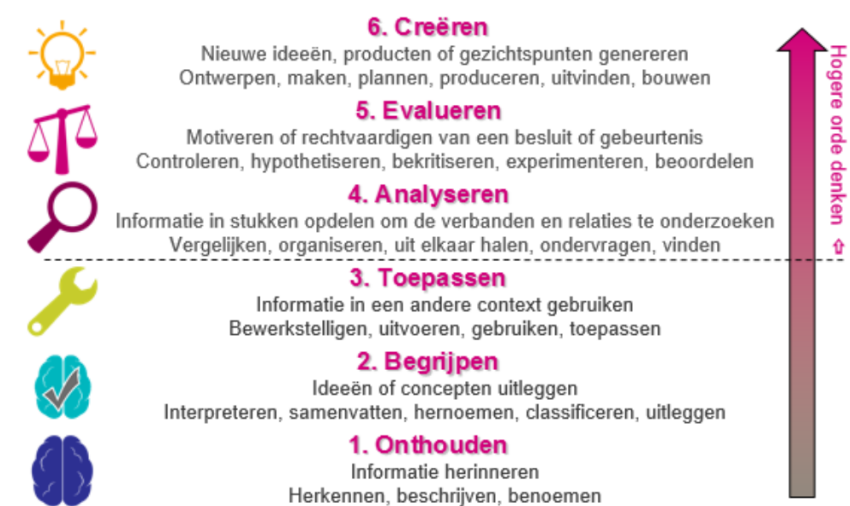 6. Creëren
Nieuwe ideeën, producten of gezichtspunten genereren
Ontwerpen, maken, plannen, produceren, uitvinden, bouwen
5. Evalueren
Motiveren of rechtvaardigen van een besluit of gebeurtenis
Controleren, hypothetiseren, bekritiseren, experimenteren, beoordelen
4. Analyseren
Informatie in stukken opdelen om de verbanden en relaties te onderzoeken
Vergelijken, organiseren, uit elkaar halen, ondervragen, vinden
3. Toepassen
Informatie in een andere context gebruiken
Bewerkstelligen, uitvoeren, gebruiken, toepassen
2. Begrijpen
Ideeën of concepten uitleggen
Interpreteren, samenvatten, hernoemen, classificeren, uitleggen
1. Onthouden
Informatie herinneren
Herkennen, beschrijven, benoemen
Hogere orde denken